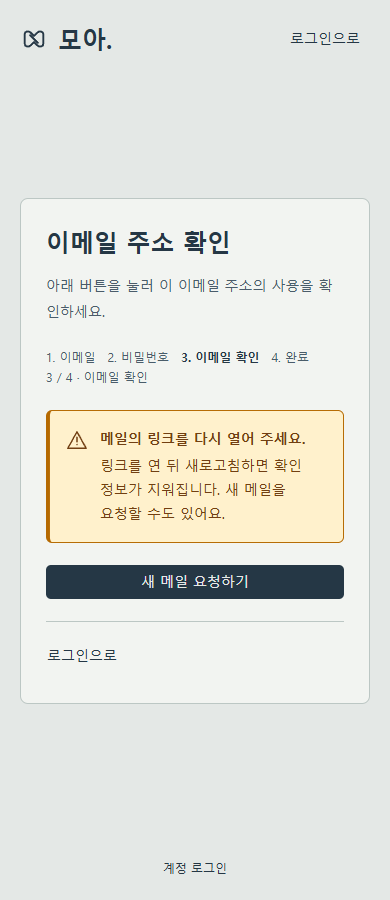 모아.
로그인으로
이메일 주소 확인
아래 버튼을 눌러 이 이메일 주소의 사용을 확
인하세요.
1. 이메일 2. 비밀번호 3. 이메일 확인 4. 완료
3 / 4 · 이메일 확인
메일의 링크를 다시 열어 주세요.
링크를 연 뒤 새로고침하면 확인
정보가 지워집니다. 새 메일을
요청할 수도 있어요.
새 메일 요청하기
로그인으로
계정 로그인